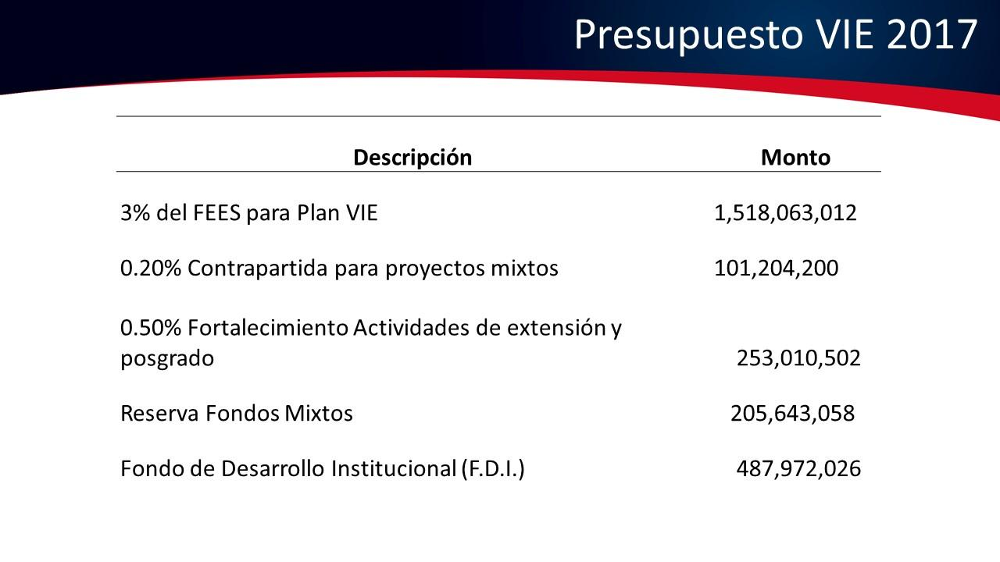 Presupuesto VIE 2017
Descripción Monto
3% del FEES para Plan VIE 1,518,063,012
0.20% Contrapartida para proyectos mixtos 101,204,200
0.50% Fortalecimiento Actividades de extensión y
posgrado 253,010,502
Reserva Fondos Mixtos 205,643,058
Fondo de Desarrollo Institucional (F.D.I.) 487,972,026